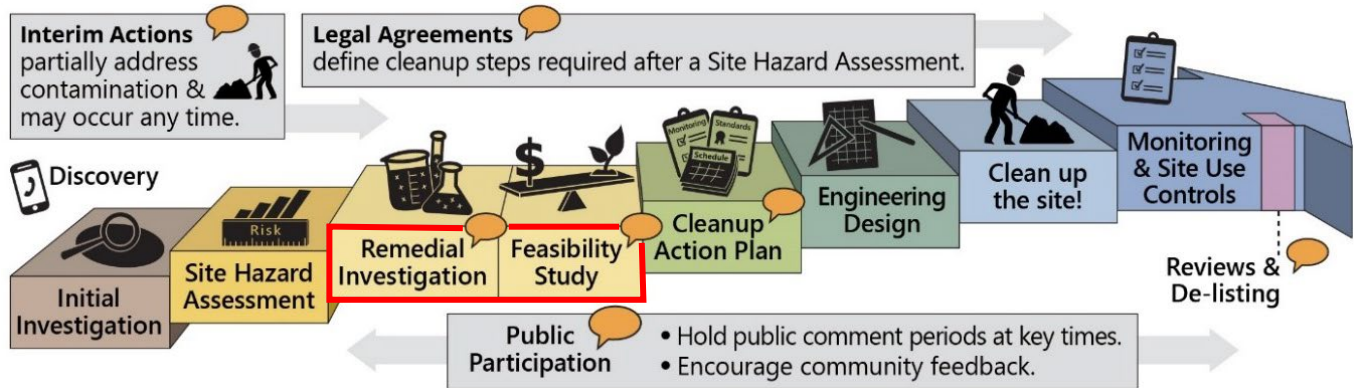 Interim Actions
partially address
contamination &
may occur any time.
Legal Agreements
define cleanup steps required after a Site Hazard Assessment.
Discovery
Initial
Investigation
Risk
Site Hazard
Assessment
Remedial
Investigation
$
Feasibility
Study
Monitoring
Standards
Schedule
Cleanup
Action Plan
Engineering
Design
Clean up
the site!
Monitoring
& Site Use
Controls
Reviews &
De-listing
Public
Participation
• Hold public comment periods at key times.
• Encourage community feedback.